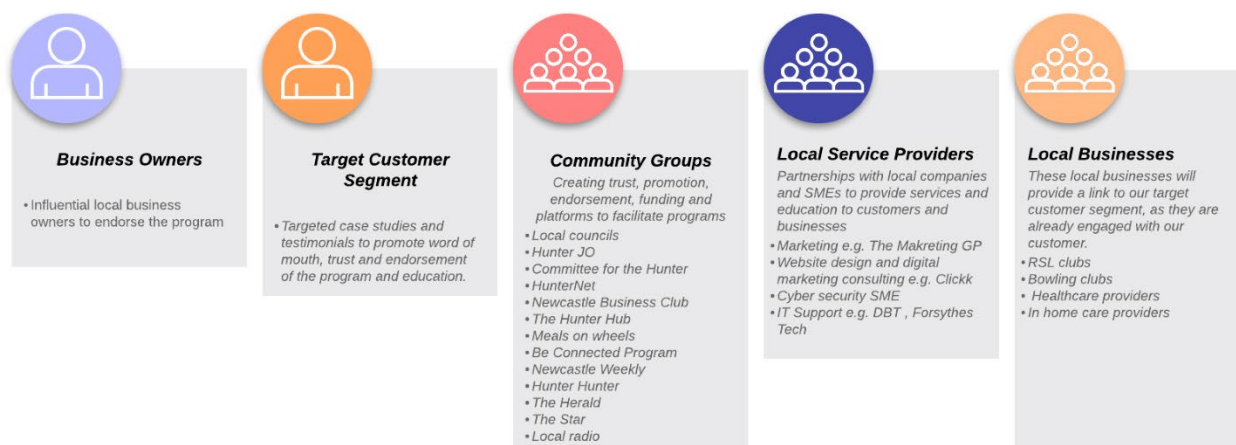 Business Owners
• Influential local business
owners to endorse the program
Target Customer
Segment
• Targeted case studies and
testimonials to promote word of
mouth, trust and endorsement
of the program and education.
Community Groups
Creating trust, promotion,
endorsement, funding and
platforms to facilitate programs
• Local councils
• Hunter JO
• Committee for the Hunter
• HunterNet
• Newcastle Business Club
• The Hunter Hub
• Meals on wheels
• Be Connected Program
• Newcastle Weekly
• Hunter Hunter
• The Herald
• The Star
• Local radio
Local Service Providers
Partnerships with local companies
and SMEs to provide services and
education to customers and
businesses
• Marketing e.g. The Makreting GP
• Website design and digital
marketing consulting e.g. Clickk
• Cyber security SME
• IT Support e.g. DBT , Forsythes
Tech
Local Businesses
These local businesses will
provide a link to our target
customer segment, as they are
already engaged with our
customer.
• RSL clubs
• Bowling clubs
• Healthcare providers
• In home care providers